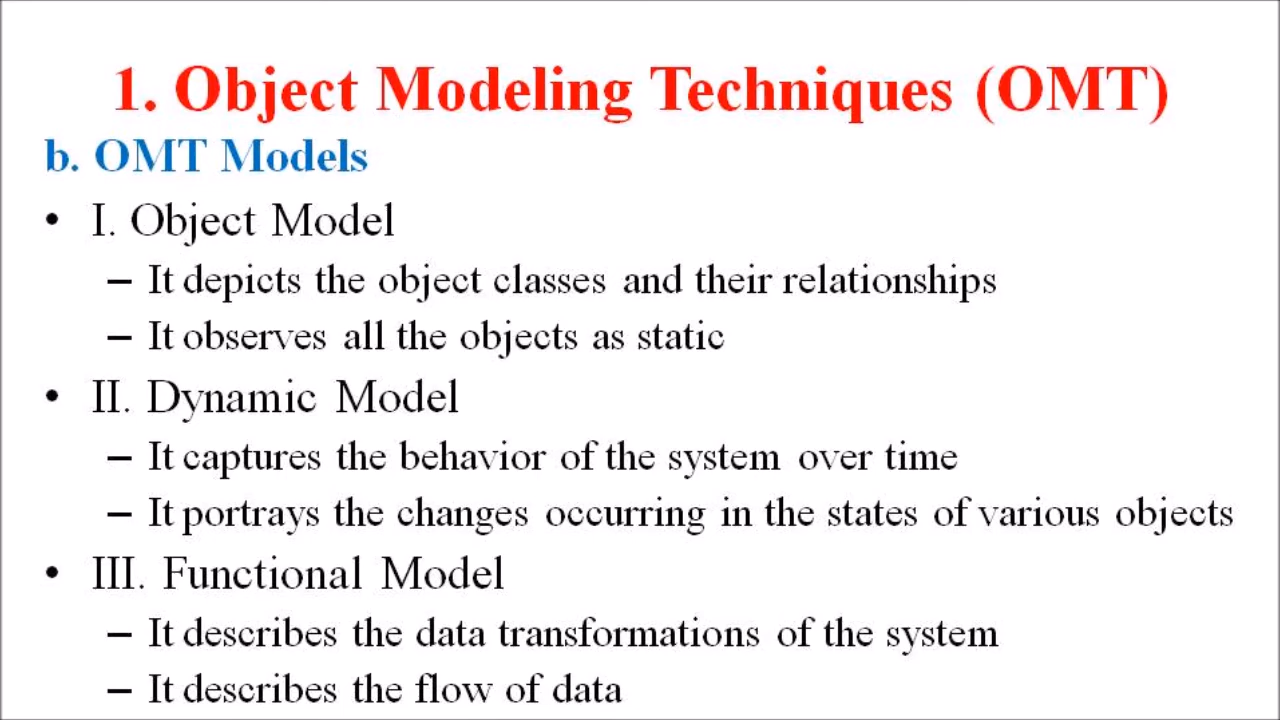 1. Object Modeling Techniques (OMT)
b. OMT Models
• I. Object Model
– It depicts the object classes and their relationships
– It observes all the objects as static
• II. Dynamic Model
– It captures the behavior of the system over time
– It portrays the changes occurring in the states of various objects
• III. Functional Model
– It describes the data transformations of the system
– It describes the flow of data